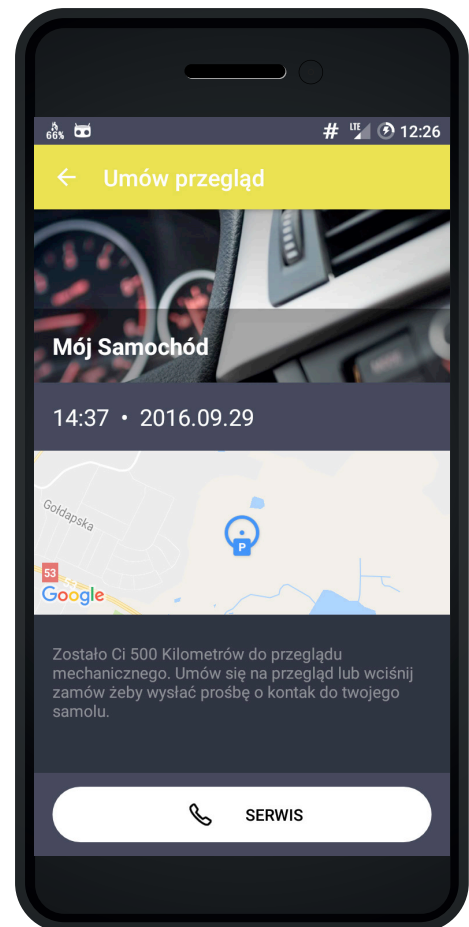 66%
# LTE 12:26
Umów przegląd
Mój Samochód
14:37 • 2016.09.29
Gołdapska
P
53
53
Google
Zostało Ci 500 Kilometrów do przeglądu
mechanicznego. Umów się na przegląd lub wciśnij
zamów żeby wysłać prośbę o kontak do twojego
samolu.
SERWIS